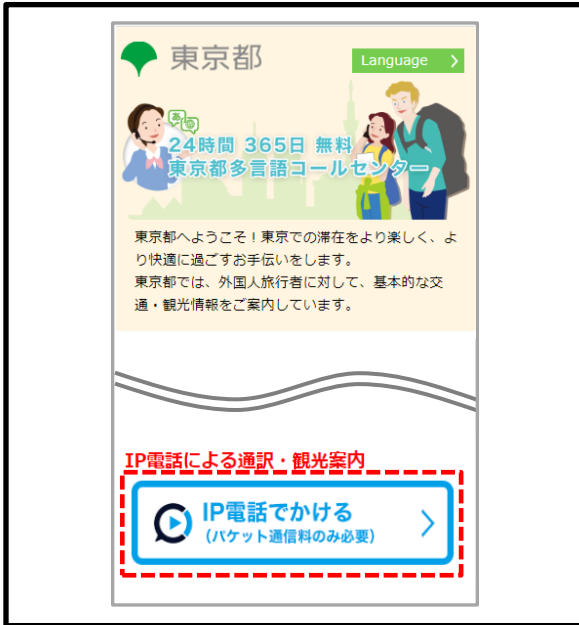 東京都
Language
あ
24時間 365日 無料
東京都多言語コールセンター
東京都へようこそ！東京での滞在をより楽しく、よ
り快適に過ごすお手伝いをします。
東京都では、外国人旅行者に対して、基本的な交
通・観光情報をご案内しています。
IP電話による通訳・観光案内
IP電話でかける
（パケット通信料のみ必要）